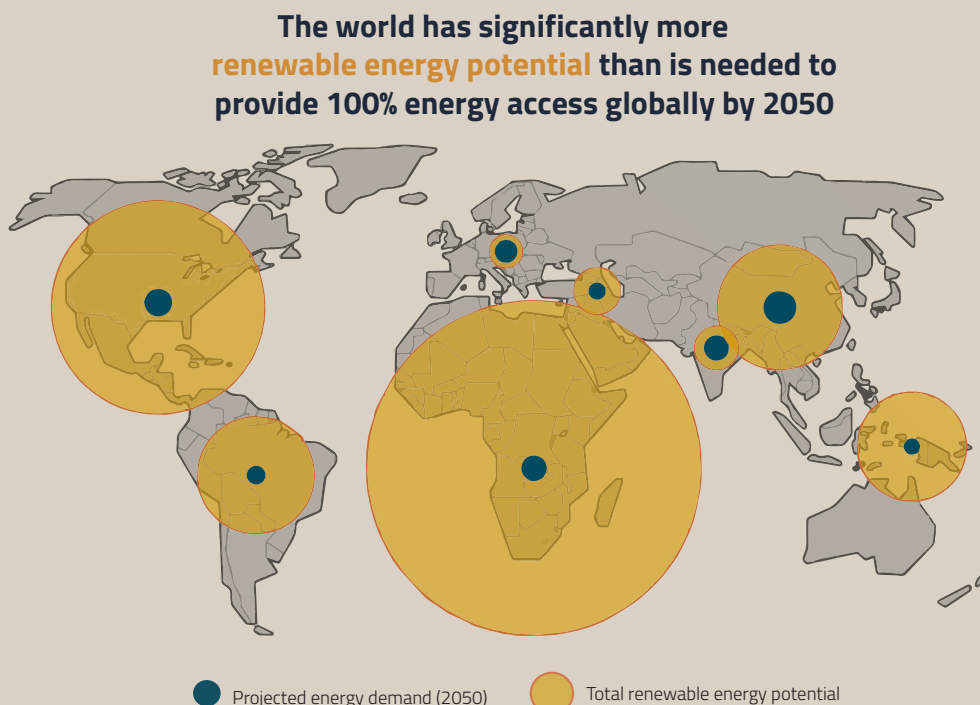 The world has significantly more
renewable energy potential than is needed to
provide 100% energy access globally by 2050
Projected energy demand (2050)
Total renewable energy potential